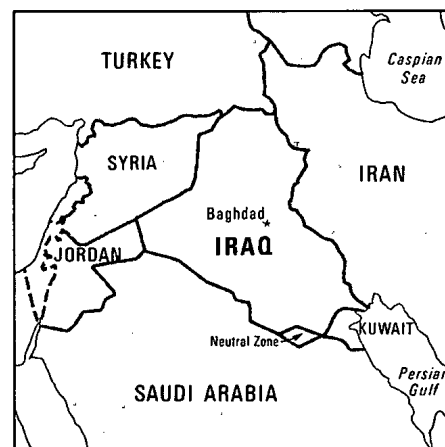 TURKEY
Caspian
Sea
SYRIA
IRAN
Baghdad
IRAQ
JORDAN
KUWAIT
Neutral Zone
Persian
Gulf
SAUDI ARABIA